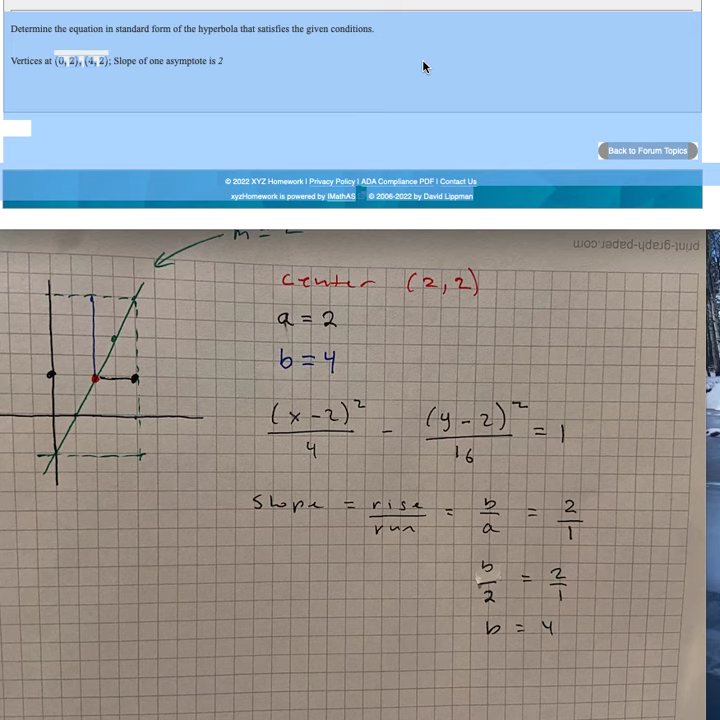 Determine the equation in standard form of the hyperbola that satisfies the given conditions.
Vertices at (0, 2), (4, 2); Slope of one asymptote is 2
Back to Forum Topics
© 2022 XYZ Homework | Privacy Policy | ADA Compliance PDF | Contact Us
xyzHomework is powered by IMathAS © 2006-2022 by David Lippman
print-graph-paper.com
Center (2, 2)
a = 2
b = 4
(x - 2)² / 4 - (y - 2)² / 16 = 1
Slope = rise/run = b/a = 2/1
b/2 = 2/1
b = 4